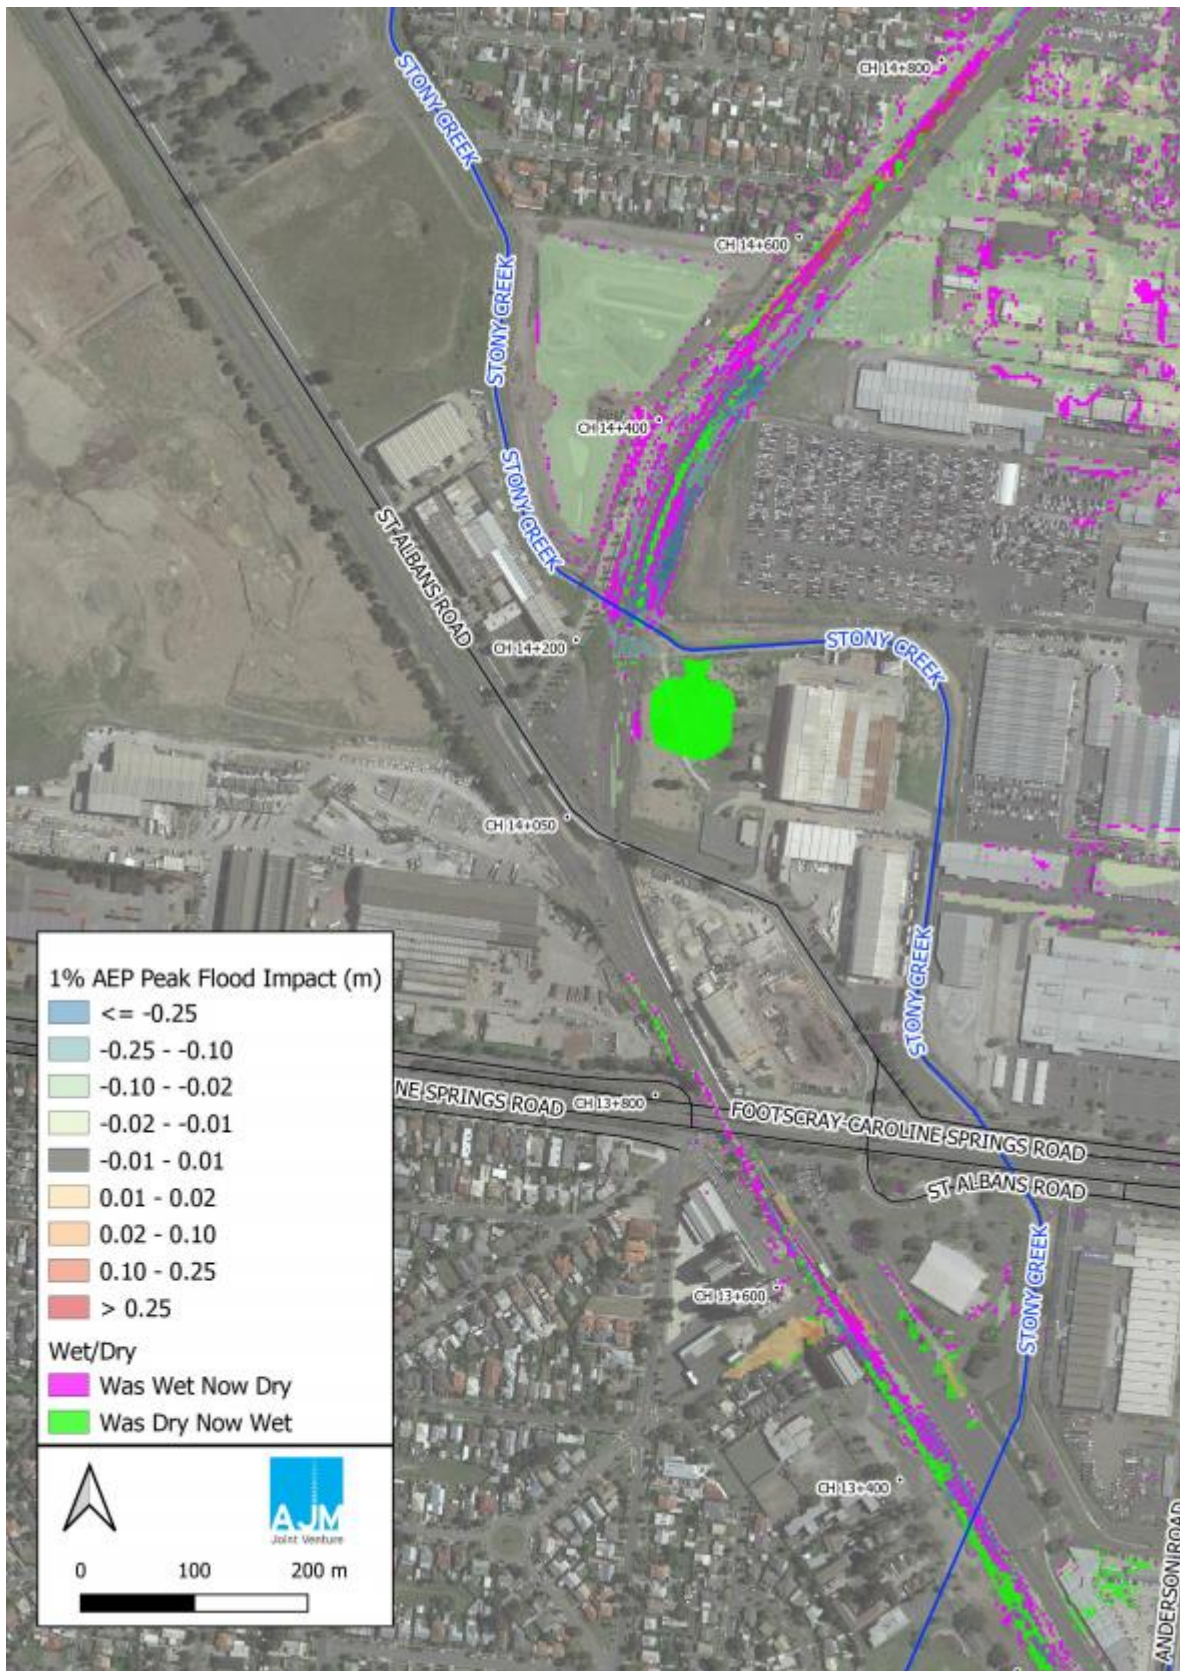 CH 14+800
STONY CREEK
CH 14+600
STONY CREEK
CH 14+400
STONY CREEK
ST ALBANS ROAD
CH 14+200
STONY CREEK
CH 14+050
STONY CREEK
NE SPRINGS ROAD
CH 13+800
FOOTSCRAY-CAROLINE SPRINGS ROAD
ST ALBANS ROAD
STONY CREEK
CH 13+600
CH 13+400
ANDERSON ROAD
1% AEP Peak Flood Impact (m)
<= -0.25
-0.25 - -0.10
-0.10 - -0.02
-0.02 - -0.01
-0.01 - 0.01
0.01 - 0.02
0.02 - 0.10
0.10 - 0.25
> 0.25
Wet/Dry
Was Wet Now Dry
Was Dry Now Wet
AJM
Joint Venture
0 100 200 m